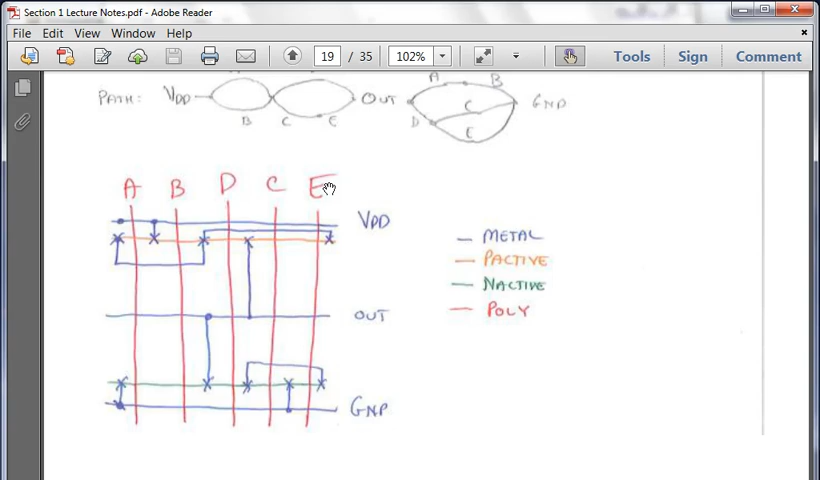 Section 1 Lecture Notes.pdf - Adobe Reader
File Edit View Window Help
19 / 35 102% Tools Sign Comment
A B
PATH: VDD OUT C GND
B C E D E
A B D C E
VDD
METAL
PACTIVE
NACTIVE
POLY
OUT
GND